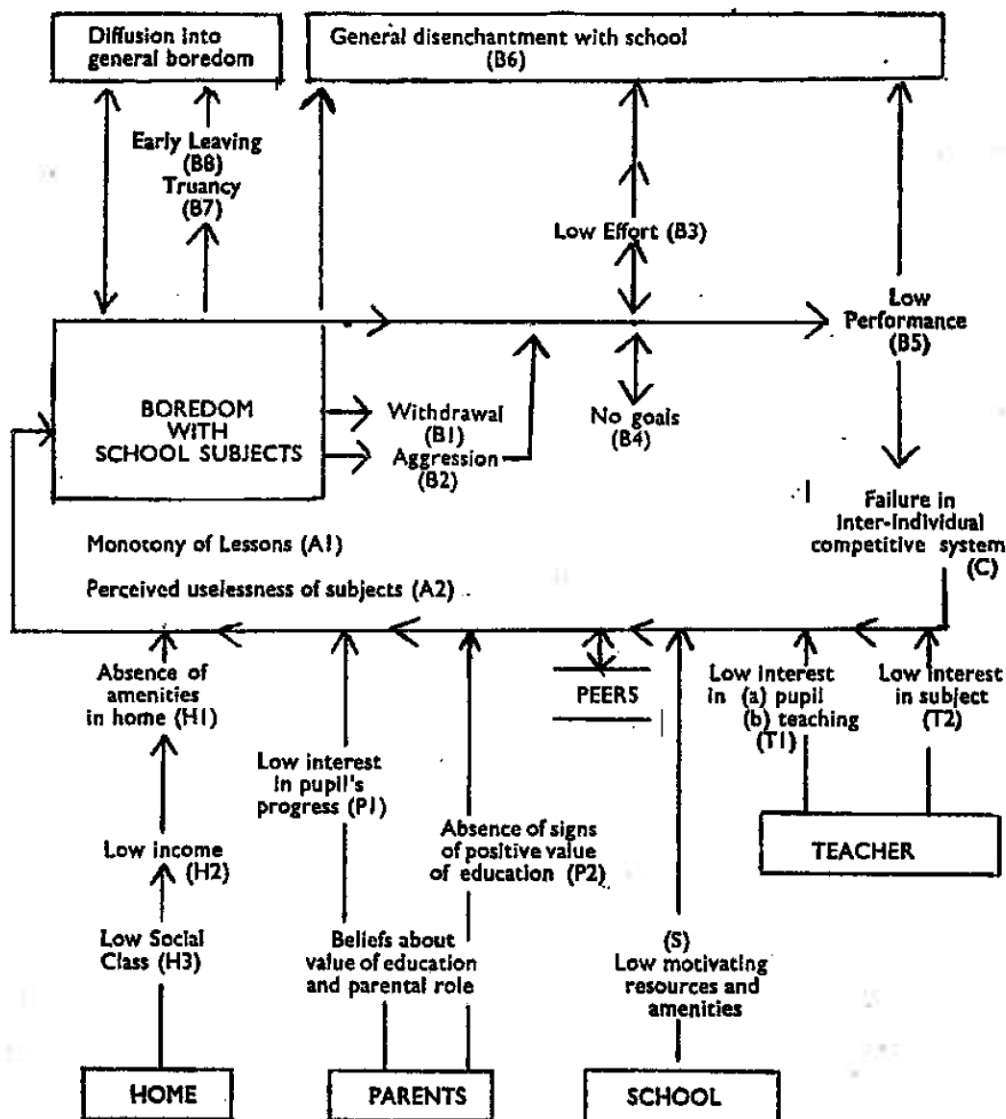 Diffusion into
general boredom
General disenchantment with school
(B6)
Early Leaving
(B8)
Truancy
(B7)
Low Effort (B3)
Low
Performance
(B5)
BOREDOM
WITH
SCHOOL SUBJECTS
Withdrawal
(B1)
Aggression
(B2)
No goals
(B4)
Failure in
inter-individual
competitive system
(C)
Monotony of Lessons (A1)
Perceived uselessness of subjects (A2)
Absence of
amenities
in home (H1)
PEERS
Low interest
in (a) pupil
(b) teaching
(T1)
Low interest
in subject
(T2)
Low interest
in pupil's
progress (P1)
Absence of signs
of positive value
of education (P2)
TEACHER
Low income
(H2)
Low Social
Class (H3)
Beliefs about
value of education
and parental role
(S)
Low motivating
resources and
amenities
HOME
PARENTS
SCHOOL